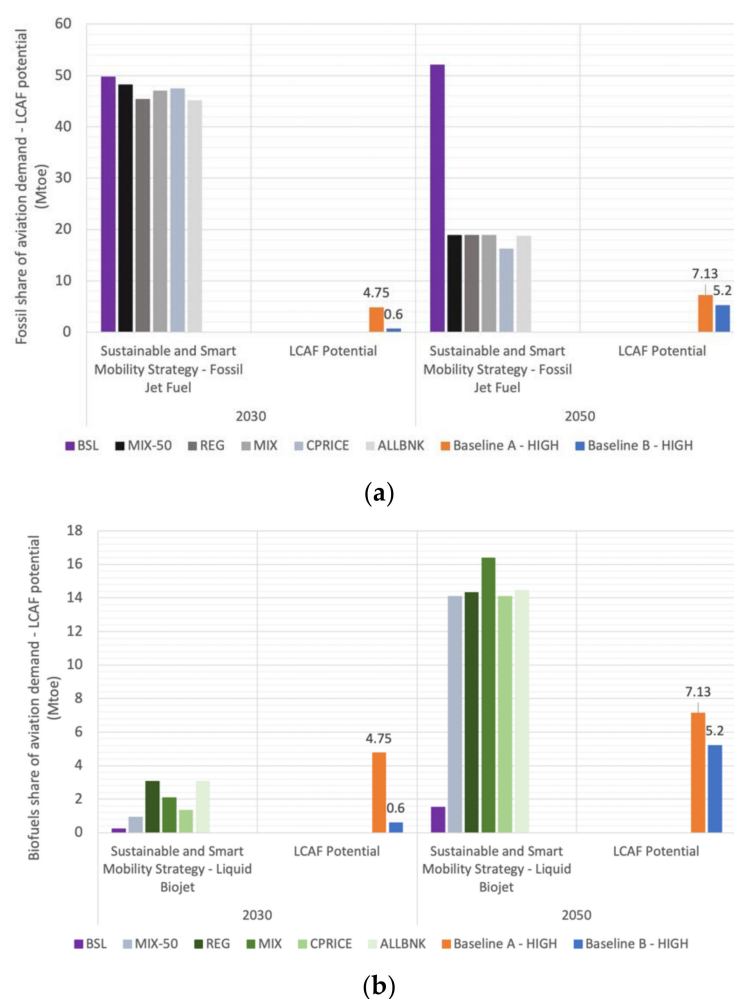 Fossil share of aviation demand - LCAF potential
(Mtoe)
60
50
40
30
20
10
0
4.75
0.6
7.13
5.2
Sustainable and Smart
Mobility Strategy - Fossil
Jet Fuel
LCAF Potential
Sustainable and Smart
Mobility Strategy - Fossil
Jet Fuel
LCAF Potential
2030
2050
BSL MIX-50 REG MIX CPRICE ALLBNK Baseline A - HIGH Baseline B - HIGH
(a)
Biofuels share of aviation demand - LCAF potential
(Mtoe)
18
16
14
12
10
8
6
4
2
0
4.75
0.6
7.13
5.2
Sustainable and Smart
Mobility Strategy - Liquid
Biojet
LCAF Potential
Sustainable and Smart
Mobility Strategy - Liquid
Biojet
LCAF Potential
2030
2050
BSL MIX-50 REG MIX CPRICE ALLBNK Baseline A - HIGH Baseline B - HIGH
(b)